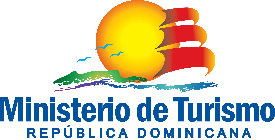 Ministerio de Turismo
REPÚBLICA DOMINICANA